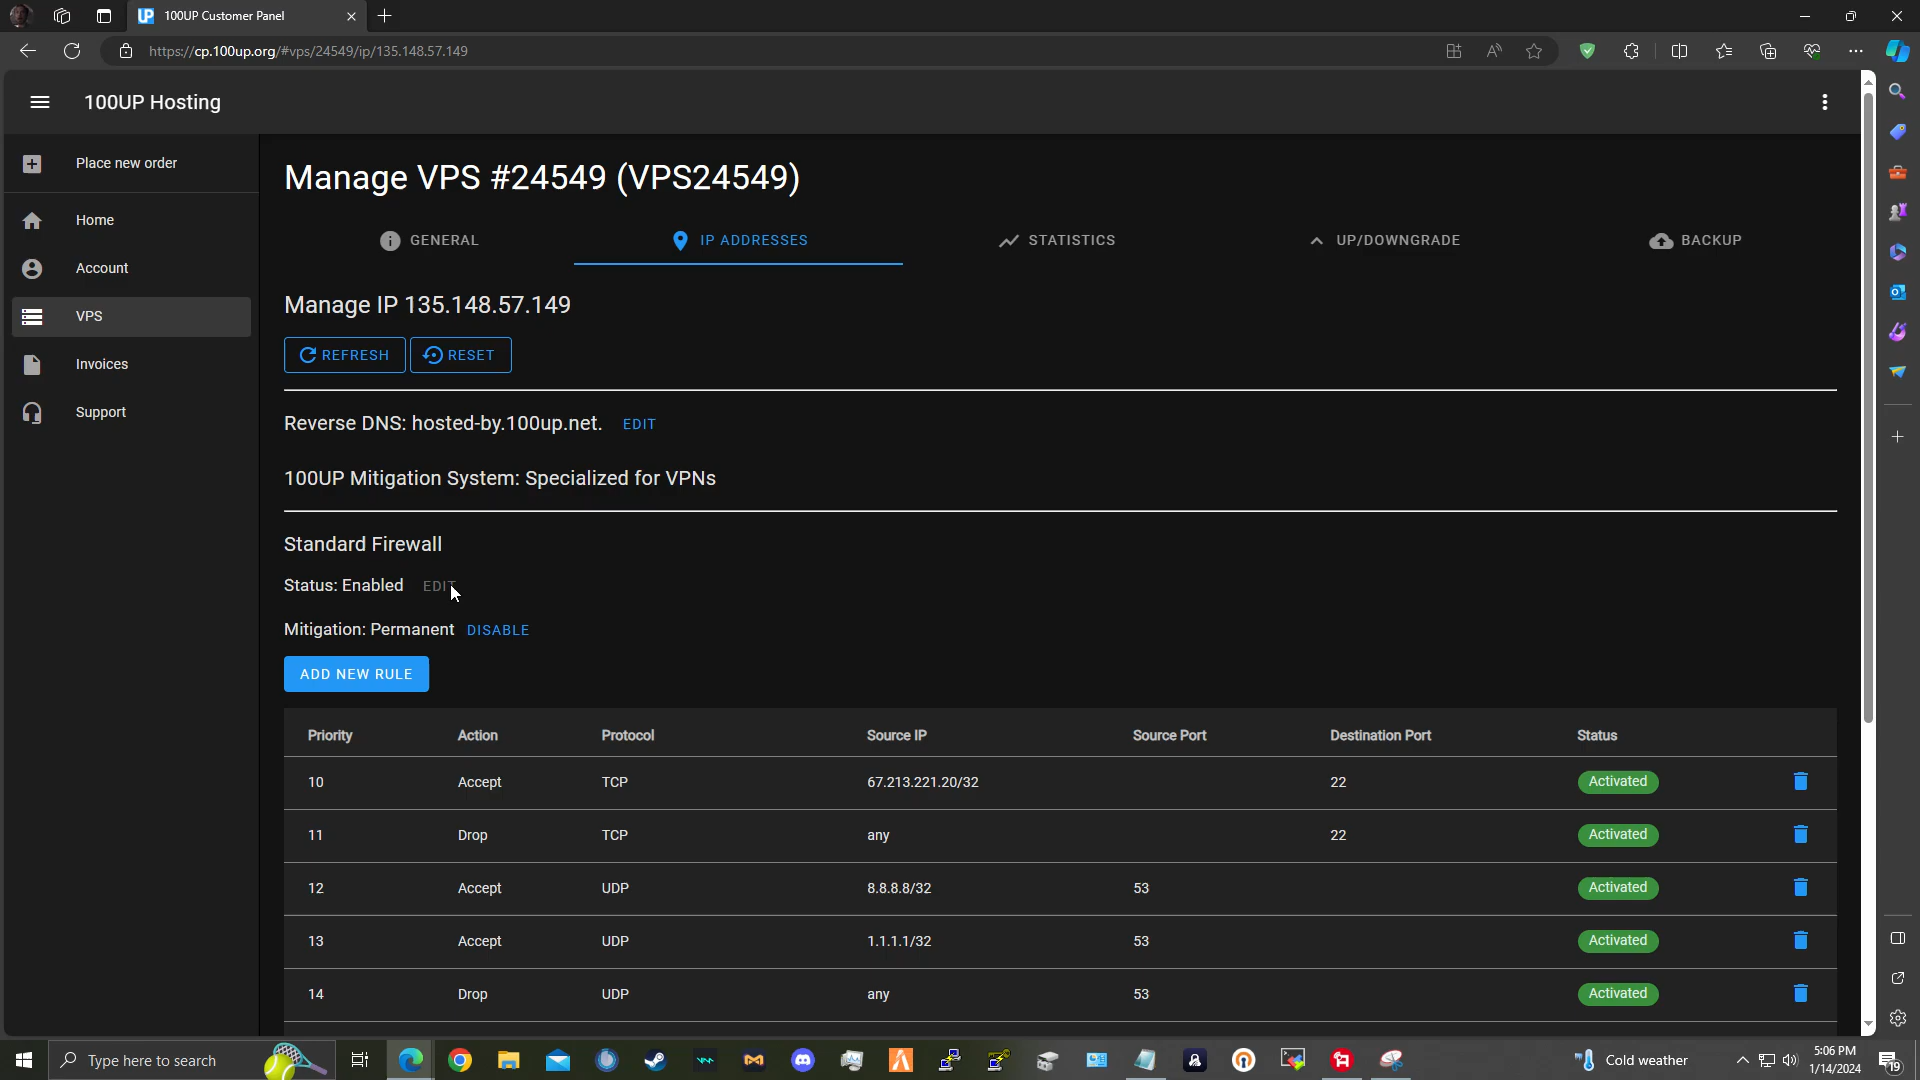 100UP Customer Panel
https://cp.100up.org/#vps/24549/ip/135.148.57.149
100UP Hosting
Place new order
Home
Account
VPS
Invoices
Support
Manage VPS #24549 (VPS24549)
GENERAL
IP ADDRESSES
STATISTICS
UP/DOWNGRADE
BACKUP
Manage IP 135.148.57.149
REFRESH
RESET
Reverse DNS: hosted-by.100up.net. EDIT
100UP Mitigation System: Specialized for VPNs
Standard Firewall
Status: Enabled EDIT
Mitigation: Permanent DISABLE
ADD NEW RULE
Priority Action Protocol Source IP Source Port Destination Port Status
10 Accept TCP 67.213.221.20/32 22 Activated
11 Drop TCP any 22 Activated
12 Accept UDP 8.8.8.8/32 53 Activated
13 Accept UDP 1.1.1.1/32 53 Activated
14 Drop UDP any 53 Activated
Type here to search
Cold weather
5:06 PM
1/14/2024
19